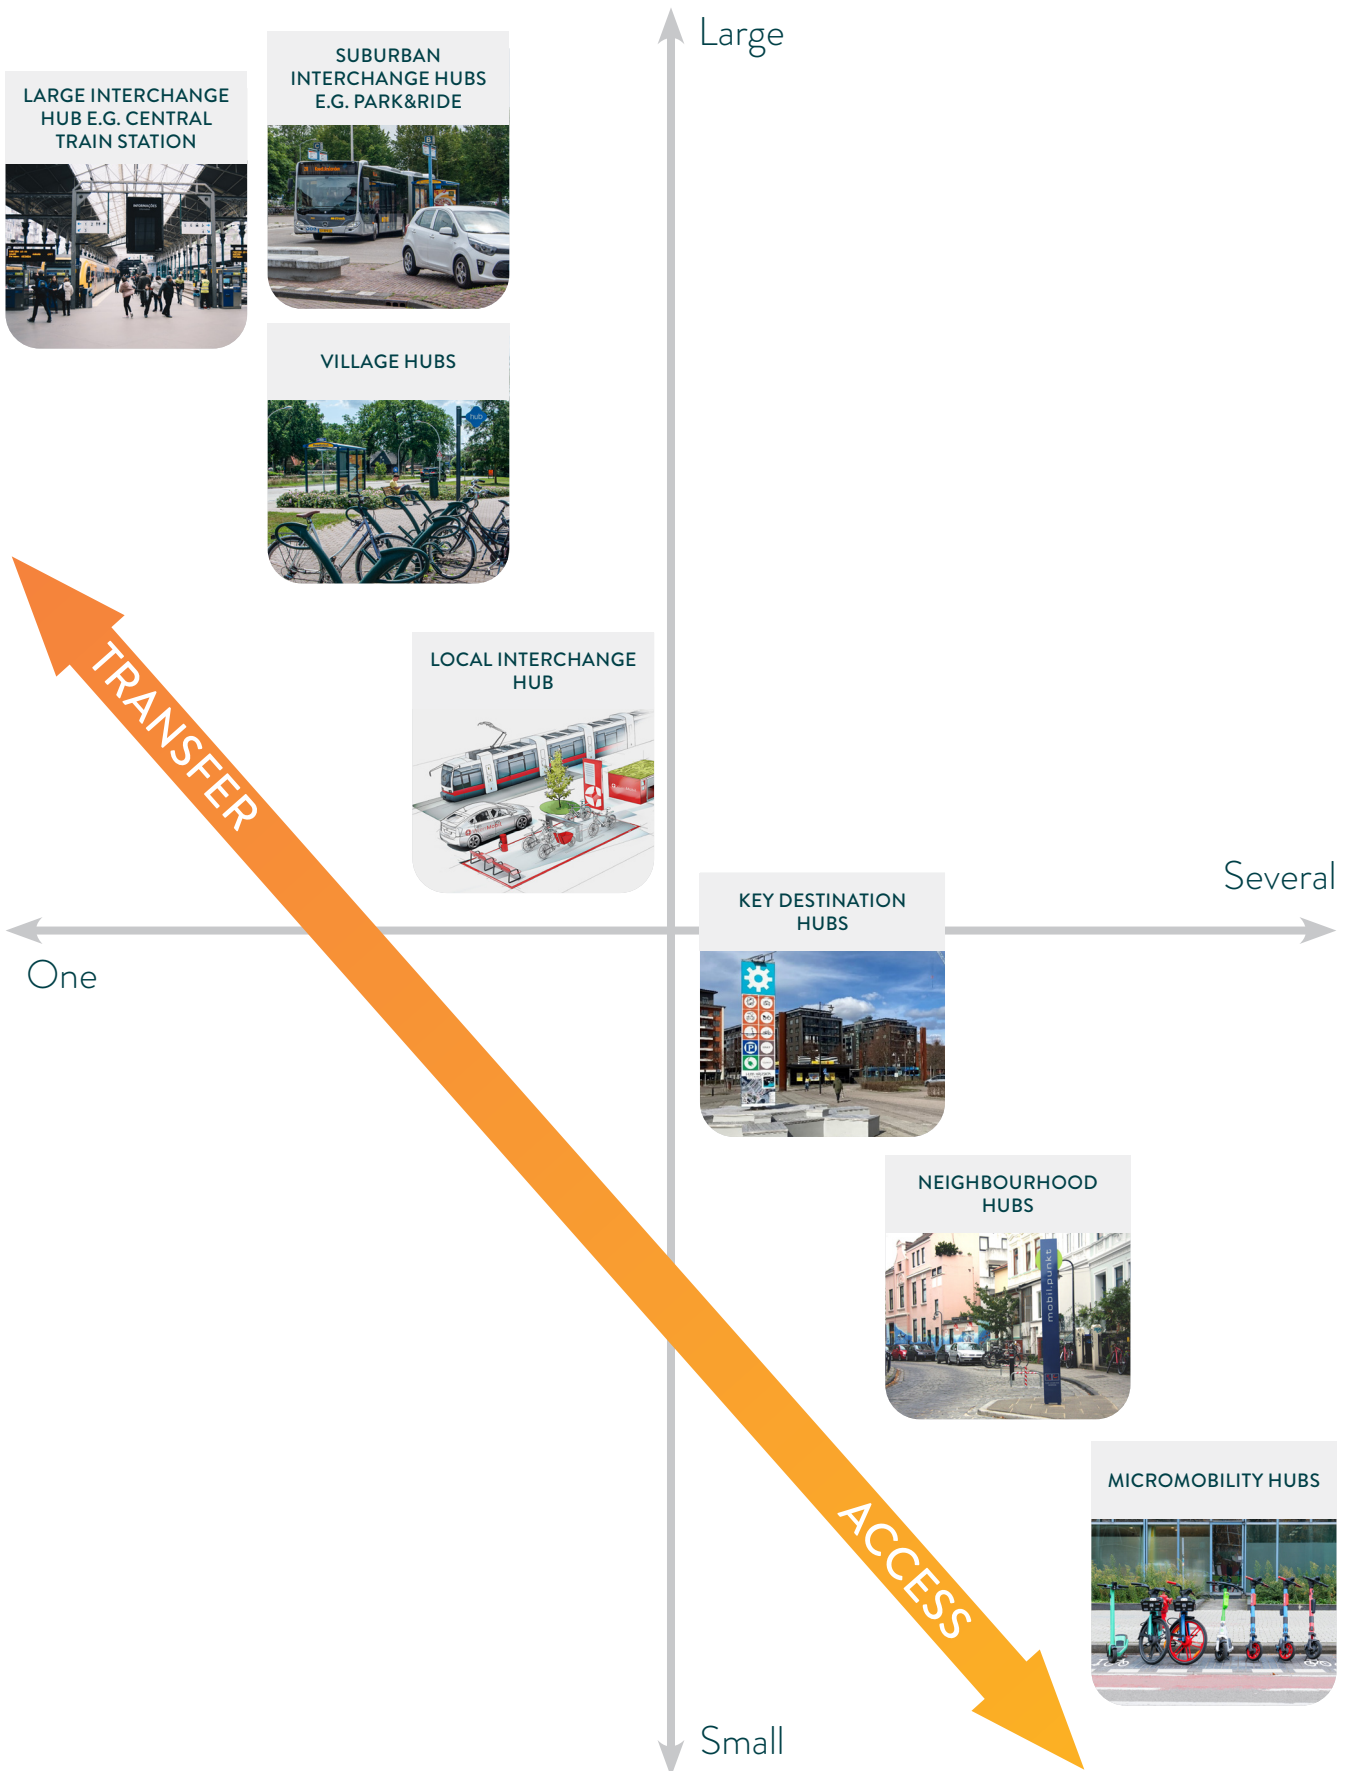 Large
SUBURBAN
INTERCHANGE HUBS
E.G. PARK&RIDE
LARGE INTERCHANGE
HUB E.G. CENTRAL
TRAIN STATION
VILLAGE HUBS
hub
TRANSFER
LOCAL INTERCHANGE
HUB
Several
KEY DESTINATION
HUBS
One
P
NEIGHBOURHOOD
HUBS
mobil.punkt
MICROMOBILITY HUBS
ACCESS
Small